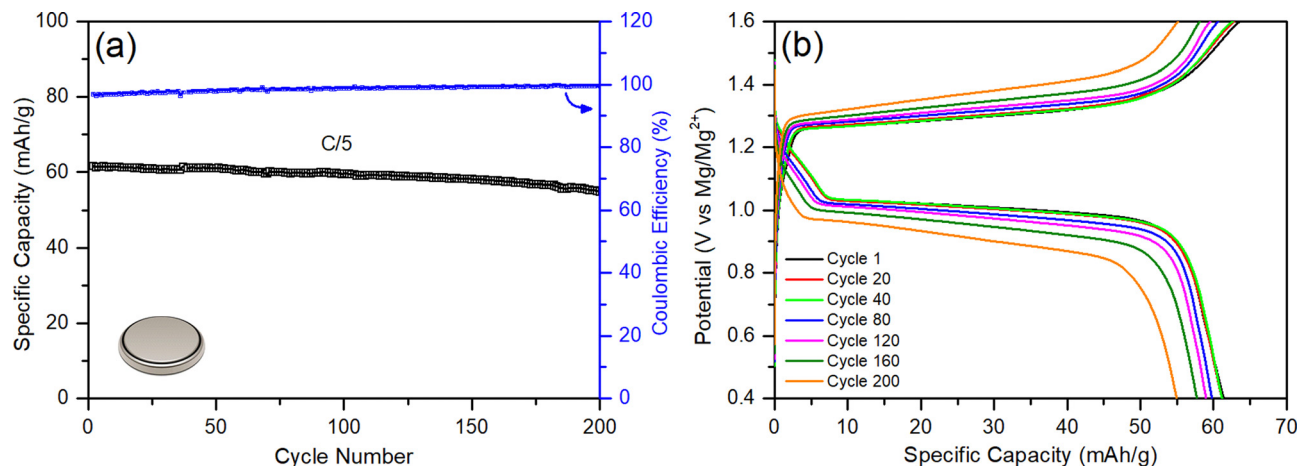 (a)
C/5
100
80
60
40
20
0
Specific Capacity (mAh/g)
120
100
80
60
40
20
0
Coulombic Efficiency (%)
0 50 100 150 200
Cycle Number
(b)
1.6
1.4
1.2
1.0
0.8
0.6
0.4
Potential (V vs Mg/Mg²⁺)
Cycle 1
Cycle 20
Cycle 40
Cycle 80
Cycle 120
Cycle 160
Cycle 200
0 10 20 30 40 50 60 70
Specific Capacity (mAh/g)